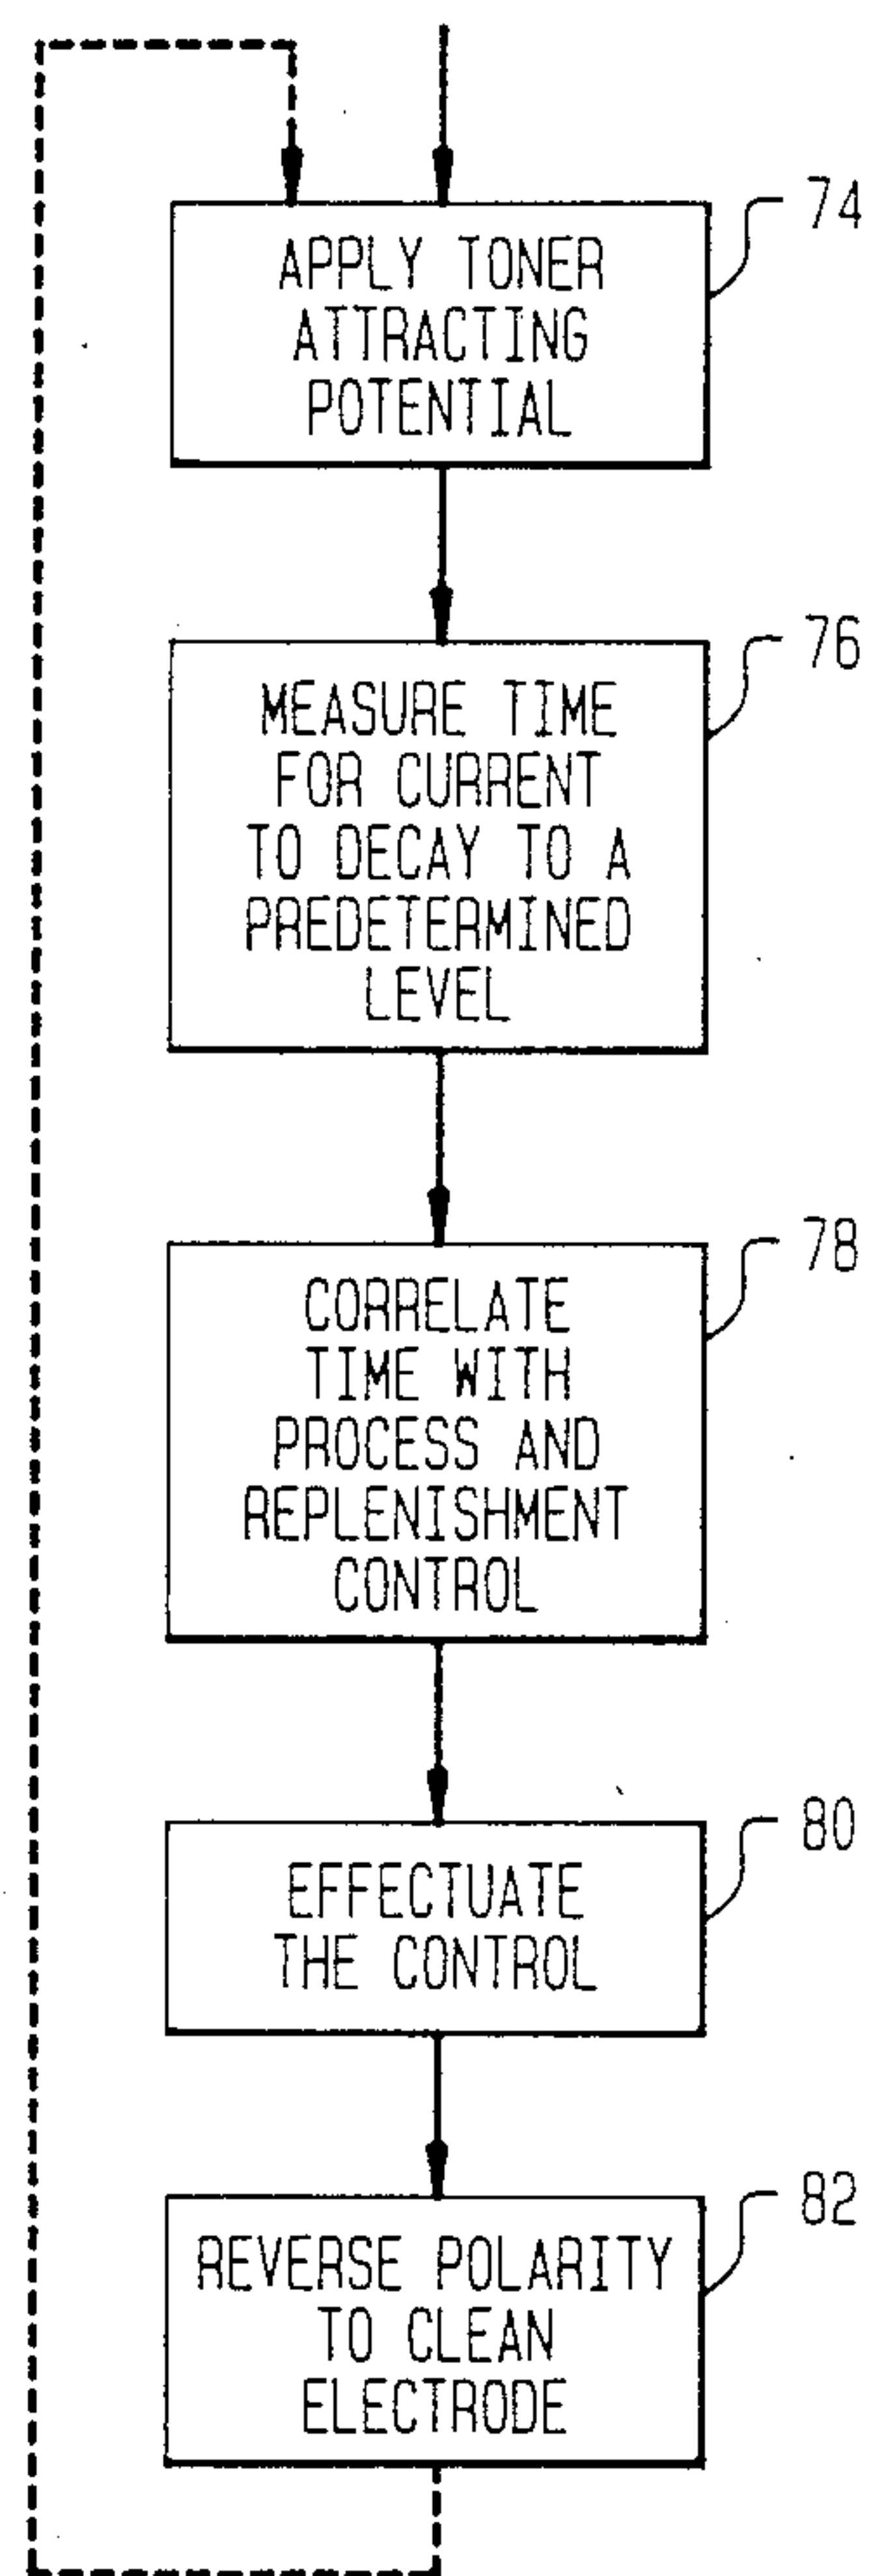 74
APPLY TONER
ATTRACTING
POTENTIAL
76
MEASURE TIME
FOR CURRENT
TO DECAY TO A
PREDETERMINED
LEVEL
78
CORRELATE
TIME WITH
PROCESS AND
REPLENISHMENT
CONTROL
80
EFFECTUATE
THE CONTROL
82
REVERSE POLARITY
TO CLEAN
ELECTRODE